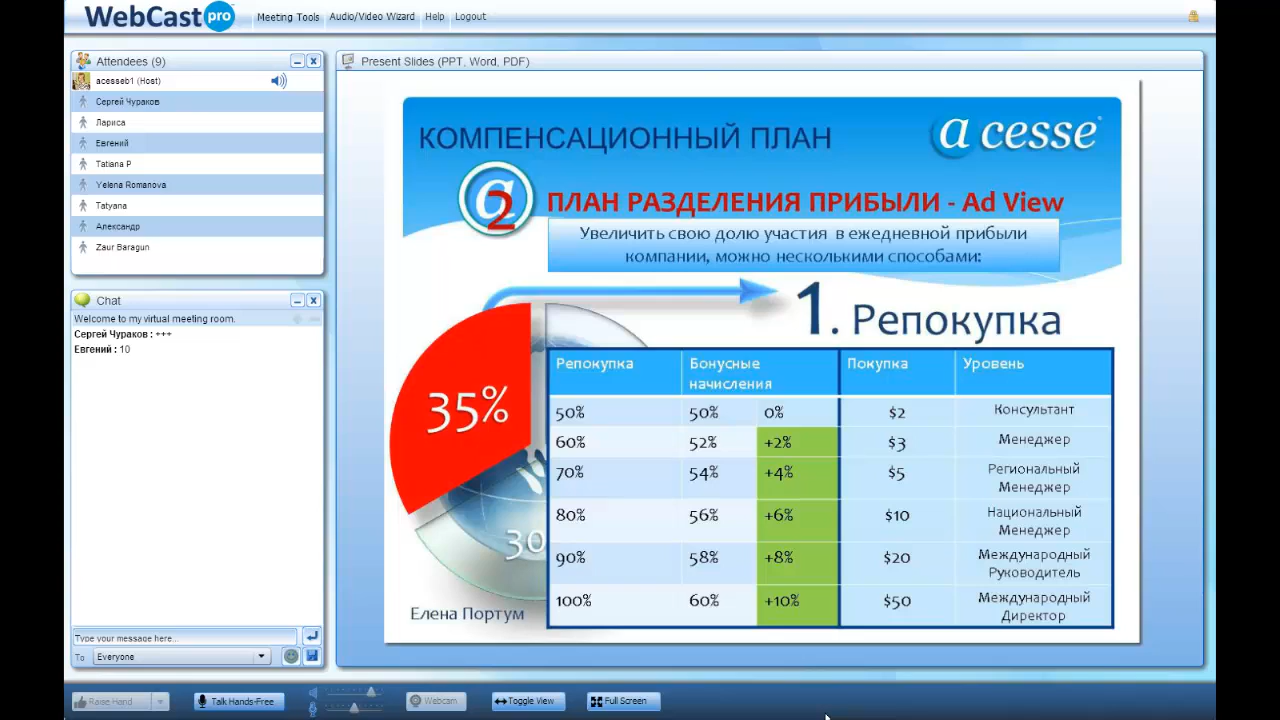 WebCast pro
Meeting Tools Audio/Video Wizard Help Logout
Attendees (9)
acesseb1 (Host)
Сергей Чураков
Лариса
Евгений
Tatiana P
Yelena Romanova
Tatyana
Александр
Zaur Baragun
Chat
Welcome to my virtual meeting room.
Сергей Чураков : +++
Евгений : 10
Type your message here...
To Everyone
Present Slides (PPT, Word, PDF)
КОМПЕНСАЦИОННЫЙ ПЛАН
a cesse
a 2
ПЛАН РАЗДЕЛЕНИЯ ПРИБЫЛИ - Ad View
Увеличить свою долю участия в ежедневной прибыли
компании, можно несколькими способами:
1. Репокупка
35%
30
Репокупка Бонусные начисления Покупка Уровень
50% 50% 0% $2 Консультант
60% 52% +2% $3 Менеджер
70% 54% +4% $5 Региональный Менеджер
80% 56% +6% $10 Национальный Менеджер
90% 58% +8% $20 Международный Руководитель
100% 60% +10% $50 Международный Директор
Елена Портум
Raise Hand Talk Hands-Free Webcam Toggle View Full Screen